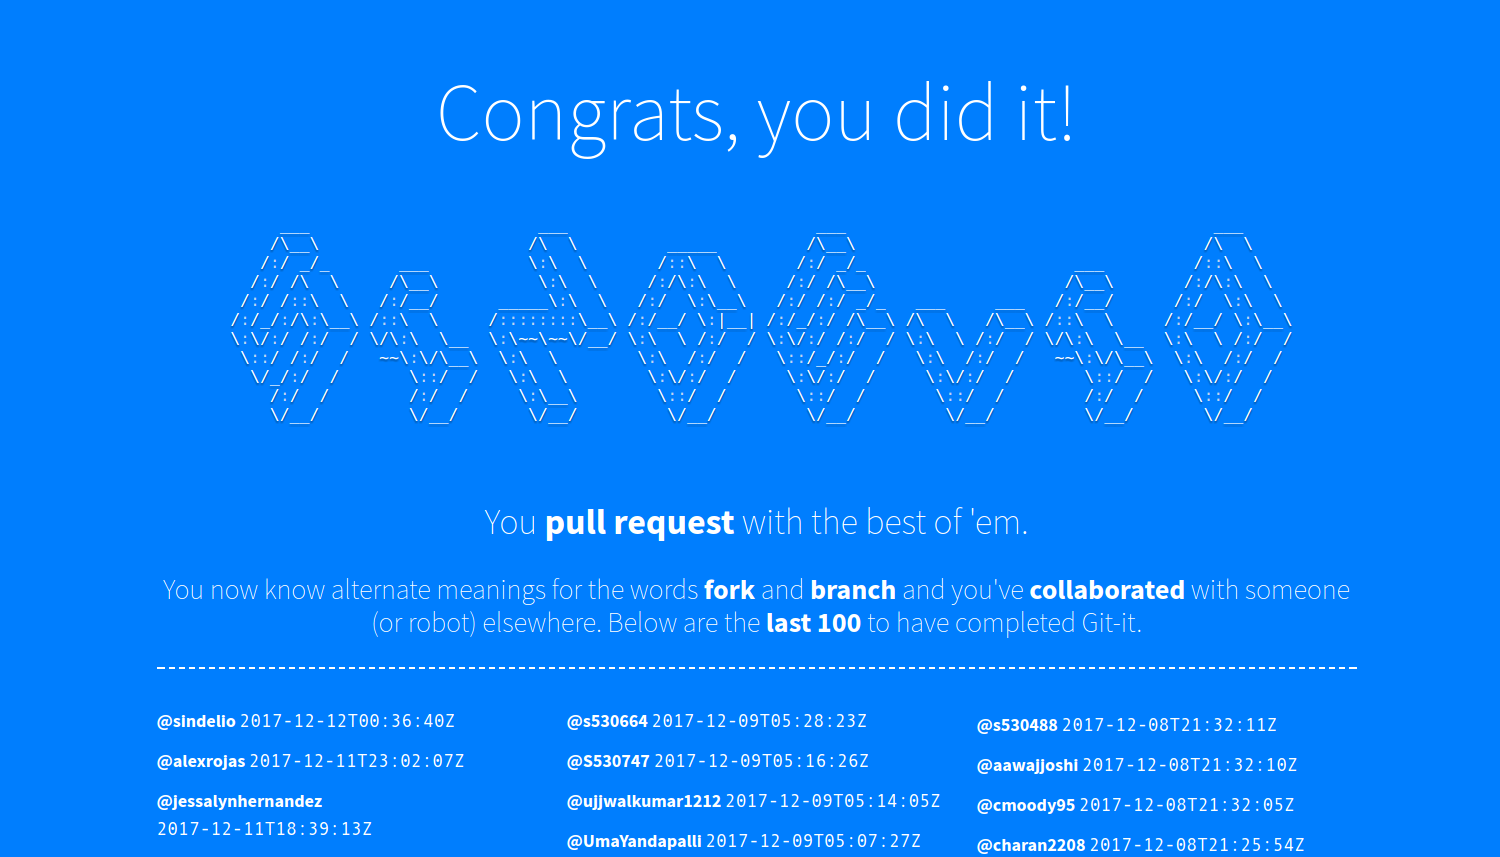 Congrats, you did it!
You pull request with the best of 'em.
You now know alternate meanings for the words fork and branch and you've collaborated with someone
(or robot) elsewhere. Below are the last 100 to have completed Git-it.
@sindelio 2017-12-12T00:36:40Z
@alexrojas 2017-12-11T23:02:07Z
@jessalynhernandez
2017-12-11T18:39:13Z
@s530664 2017-12-09T05:28:23Z
@S530747 2017-12-09T05:16:26Z
@ujjwalkumar1212 2017-12-09T05:14:05Z
@UmaYandapalli 2017-12-09T05:07:27Z
@s530488 2017-12-08T21:32:11Z
@aawajjoshi 2017-12-08T21:32:10Z
@cmoody95 2017-12-08T21:32:05Z
@charan2208 2017-12-08T21:25:54Z